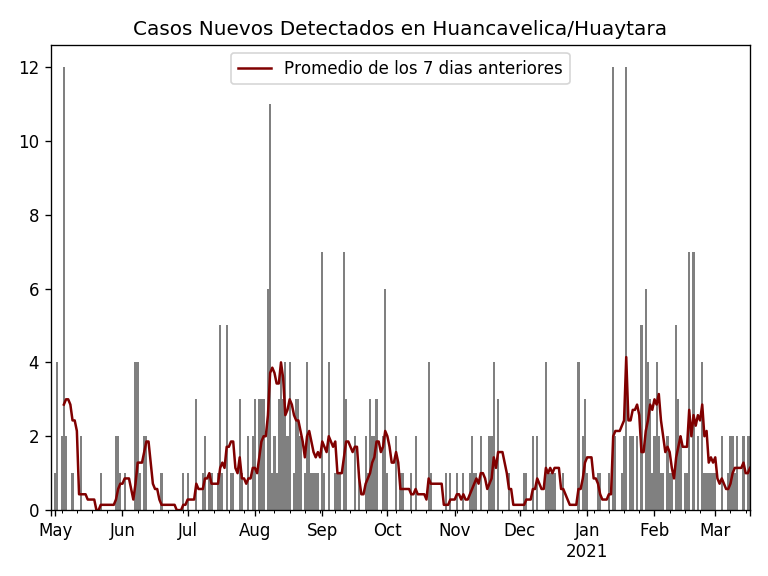 Casos Nuevos Detectados en Huancavelica/Huaytara
Promedio de los 7 dias anteriores
12
10
8
6
4
2
0
May Jun Jul Aug Sep Oct Nov Dec Jan Feb Mar
2021